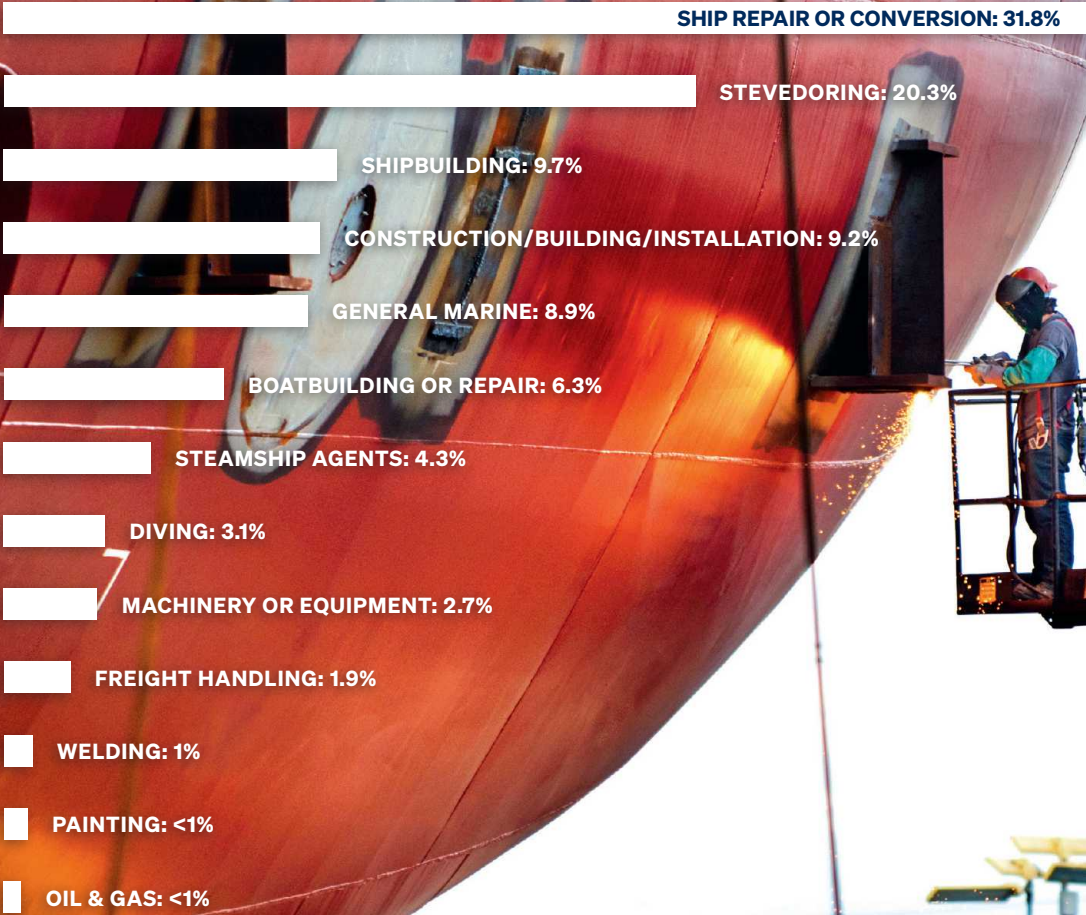 SHIP REPAIR OR CONVERSION: 31.8%
STEVEDORING: 20.3%
SHIPBUILDING: 9.7%
CONSTRUCTION/BUILDING/INSTALLATION: 9.2%
GENERAL MARINE: 8.9%
BOATBUILDING OR REPAIR: 6.3%
STEAMSHIP AGENTS: 4.3%
DIVING: 3.1%
MACHINERY OR EQUIPMENT: 2.7%
FREIGHT HANDLING: 1.9%
WELDING: 1%
PAINTING: <1%
OIL & GAS: <1%